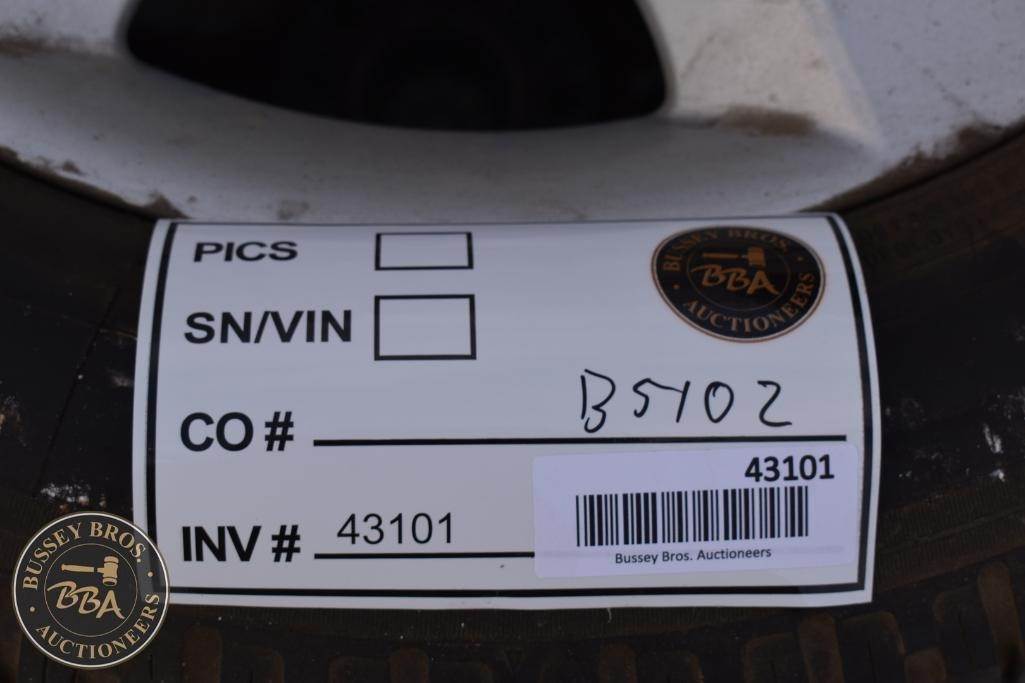 PICS
BUSSEY BROS.
BBA
AUCTIONEERS
SN/VIN
CO # B5102
43101
INV # 43101
Bussey Bros. Auctioneers
BUSSEY BROS.
BBA
AUCTIONEERS